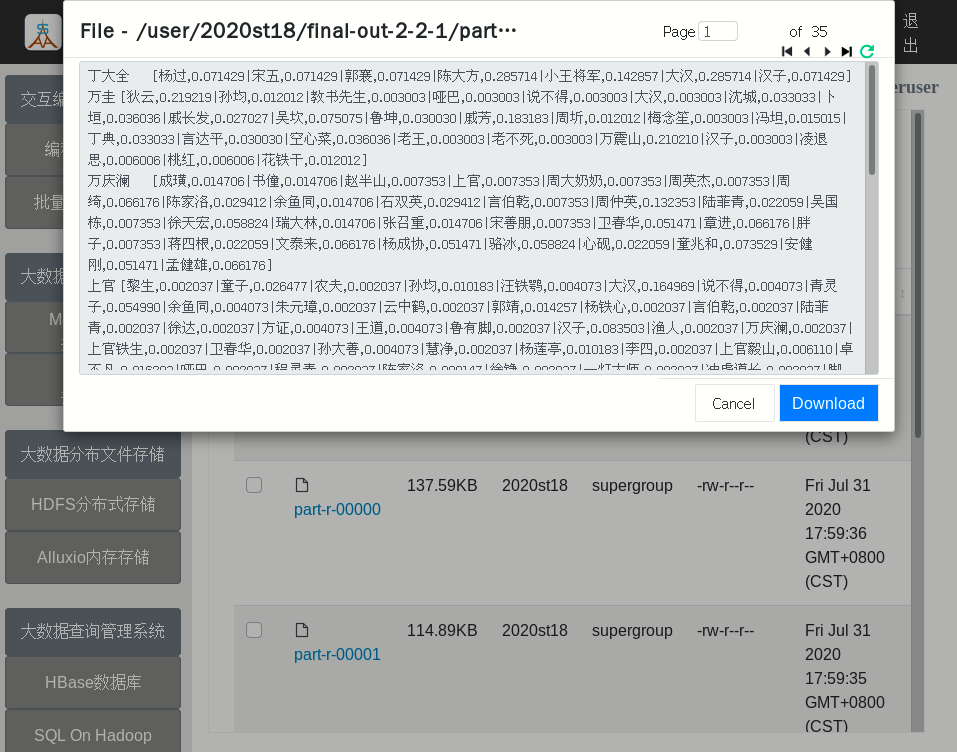 File - /user/2020st18/final-out-2-2-1/part⋯
Page 1 of 35
丁大全 [杨过,0.071429|宋五,0.071429|郭襄,0.071429|陈大方,0.285714|小王将军,0.142857|大汉,0.285714|汉子,0.071429]
万圭 [狄云,0.219219|孙均,0.012012|教书先生,0.003003|哑巴,0.003003|说不得,0.003003|大汉,0.003003|沈城,0.033033|卜
垣,0.036036|戚长发,0.027027|吴坎,0.075075|鲁坤,0.030030|戚芳,0.183183|周圻,0.012012|梅念笙,0.003003|冯坦,0.015015|
丁典,0.033033|言达平,0.030030|空心菜,0.036036|老王,0.003003|老不死,0.003003|万震山,0.210210|汉子,0.003003|凌退
思,0.006006|桃红,0.006006|花铁干,0.012012]
万庆澜 [成璜,0.014706|书僮,0.014706|赵半山,0.007353|上官,0.007353|周大奶奶,0.007353|周英杰,0.007353|周
绮,0.066176|陈家洛,0.029412|余鱼同,0.014706|石双英,0.029412|言伯乾,0.007353|周仲英,0.132353|陆菲青,0.022059|吴国
栋,0.007353|徐天宏,0.058824|瑞大林,0.014706|张召重,0.014706|宋善朋,0.007353|卫春华,0.051471|章进,0.066176|胖
子,0.007353|蒋四根,0.022059|文泰来,0.066176|杨成协,0.051471|骆冰,0.058824|心砚,0.022059|童兆和,0.073529|安健
刚,0.051471|孟健雄,0.066176]
上官 [黎生,0.002037|童子,0.026477|农夫,0.002037|孙均,0.010183|汪铁鹗,0.004073|大汉,0.164969|说不得,0.004073|青灵
子,0.054990|余鱼同,0.004073|朱元璋,0.002037|云中鹤,0.002037|郭靖,0.014257|杨铁心,0.002037|言伯乾,0.002037|陆菲
青,0.002037|徐达,0.002037|方证,0.004073|王道,0.004073|鲁有脚,0.002037|汉子,0.083503|渔人,0.002037|万庆澜,0.002037|
上官铁生,0.002037|卫春华,0.002037|孙大善,0.004073|慧净,0.002037|杨莲亭,0.010183|李四,0.002037|上官毅山,0.006110|卓
Cancel
Download
退
出
eruser
交互编
编
批量
大数据
M
大数据分布文件存储
HDFS分布式存储
Alluxio内存存储
大数据查询管理系统
HBase数据库
SQL On Hadoop
(CST)
part-r-00000 137.59KB 2020st18 supergroup -rw-r--r-- Fri Jul 31
2020
17:59:36
GMT+0800
(CST)
part-r-00001 114.89KB 2020st18 supergroup -rw-r--r-- Fri Jul 31
2020
17:59:35
GMT+0800
(CST)